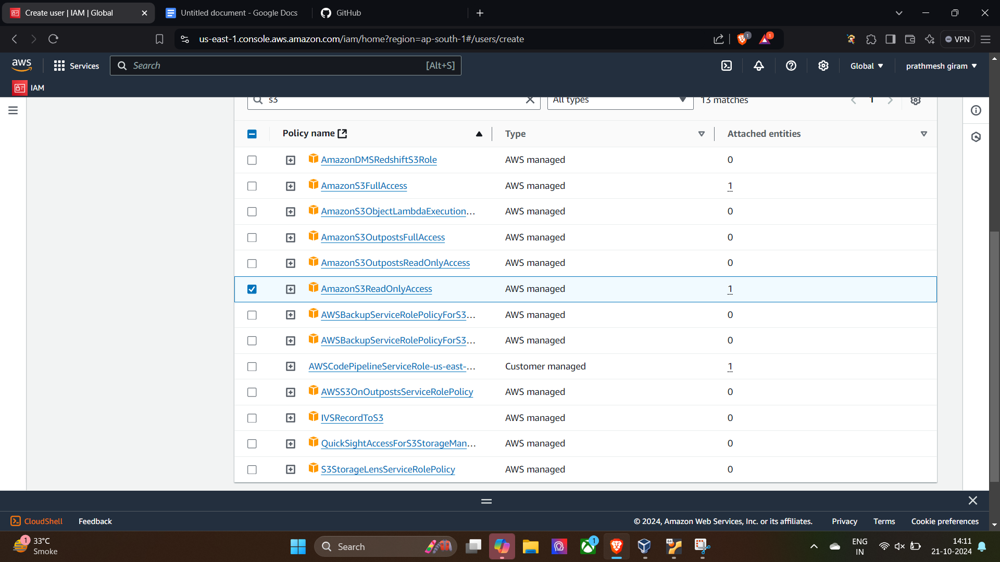 Create user | IAM | Global
Untitled document - Google Docs
GitHub
us-east-1.console.aws.amazon.com/iam/home?region=ap-south-1#/users/create
1
1
VPN
aws
Services
Search
[Alt+S]
Global
prathmesh giram
IAM
s3
All types
13 matches
1
Policy name
Type
Attached entities
AmazonDMSRedshiftS3Role
AWS managed
0
AmazonS3FullAccess
AWS managed
1
AmazonS3ObjectLambdaExecution...
AWS managed
0
AmazonS3OutpostsFullAccess
AWS managed
0
AmazonS3OutpostsReadOnlyAccess
AWS managed
0
AmazonS3ReadOnlyAccess
AWS managed
1
AWSBackupServiceRolePolicyForS3...
AWS managed
0
AWSBackupServiceRolePolicyForS3...
AWS managed
0
AWSCodePipelineServiceRole-us-east-...
Customer managed
1
AWSS3OnOutpostsServiceRolePolicy
AWS managed
0
IVSRecordToS3
AWS managed
0
QuickSightAccessForS3StorageMan...
AWS managed
0
S3StorageLensServiceRolePolicy
AWS managed
0
CloudShell
Feedback
© 2024, Amazon Web Services, Inc. or its affiliates.
Privacy
Terms
Cookie preferences
1
33°C
Smoke
Search
1
64
ENG
IN
14:11
21-10-2024